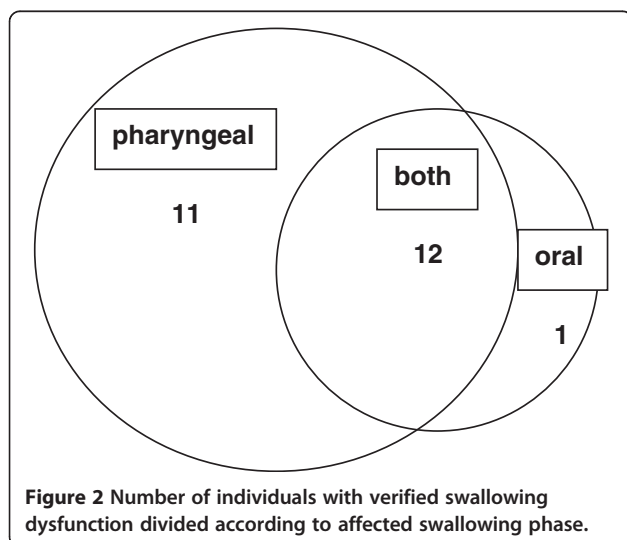 pharyngeal
11
both
12
oral
1
Figure 2 Number of individuals with verified swallowing
dysfunction divided according to affected swallowing phase.